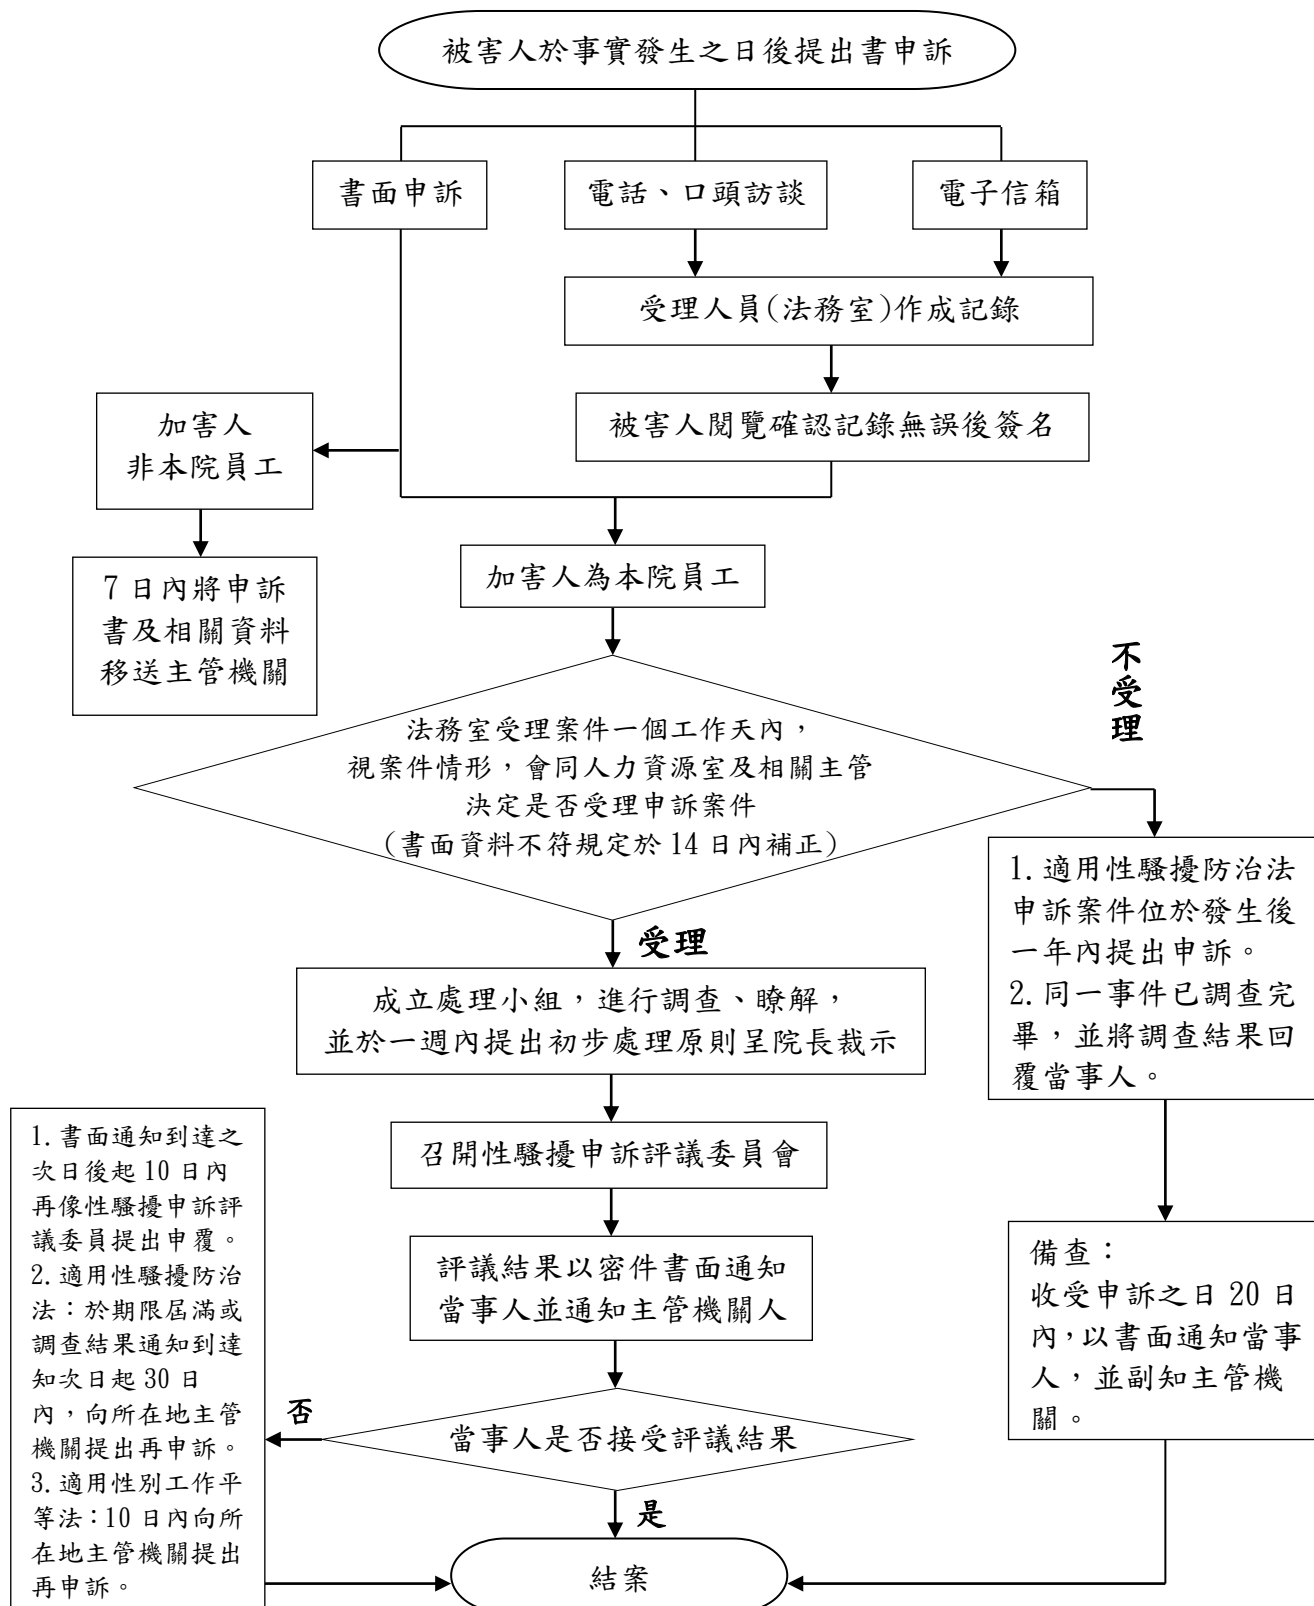 被害人於事實發生之日後提出書申訴
書面申訴
電話、口頭訪談
電子信箱
受理人員(法務室)作成記錄
被害人閱覽確認記錄無誤後簽名
加害人
非本院員工
7日內將申訴
書及相關資料
移送主管機關
加害人為本院員工
法務室受理案件一個工作天內，
視案件情形，會同人力資源室及相關主管
決定是否受理申訴案件
(書面資料不符規定於14日內補正)
不
受
理
1.適用性騷擾防治法
申訴案件位於發生後
一年內提出申訴。
2.同一事件已調查完
畢，並將調查結果回
覆當事人。
受理
成立處理小組，進行調查、瞭解，
並於一週內提出初步處理原則呈院長裁示
召開性騷擾申訴評議委員會
評議結果以密件書面通知
當事人並通知主管機關人
備查：
收受申訴之日20日
內，以書面通知當事
人，並副知主管機
關。
當事人是否接受評議結果
否
是
1.書面通知到達之
次日後起10日內
再像性騷擾申訴評
議委員提出申覆。
2.適用性騷擾防治
法：於期限屆滿或
調查結果通知到達
知次日起30日
內，向所在地主管
機關提出再申訴。
3.適用性別工作平
等法：10日內向所
在地主管機關提出
再申訴。
結案